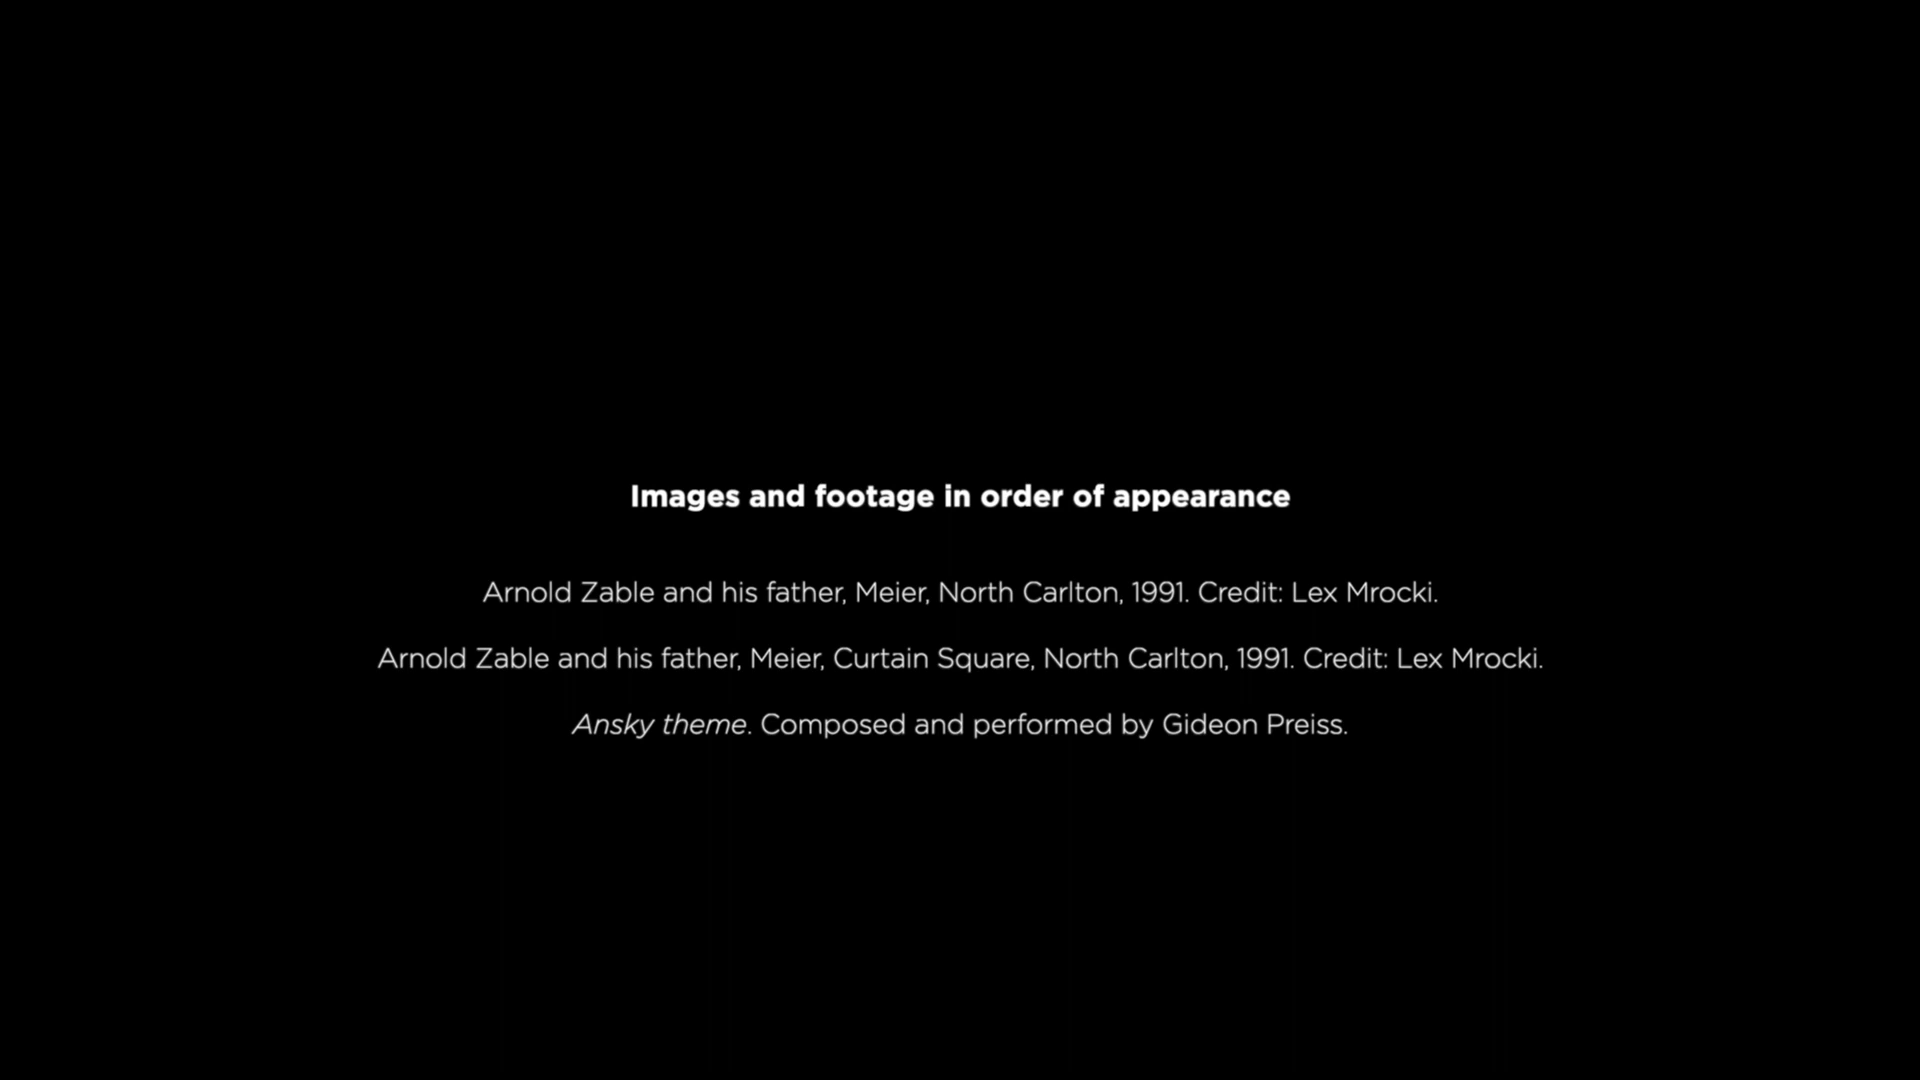 Images and footage in order of appearance
Arnold Zable and his father, Meier, North Carlton, 1991. Credit: Lex Mrocki.
Arnold Zable and his father, Meier, Curtain Square, North Carlton, 1991. Credit: Lex Mrocki.
Ansky theme. Composed and performed by Gideon Preiss.